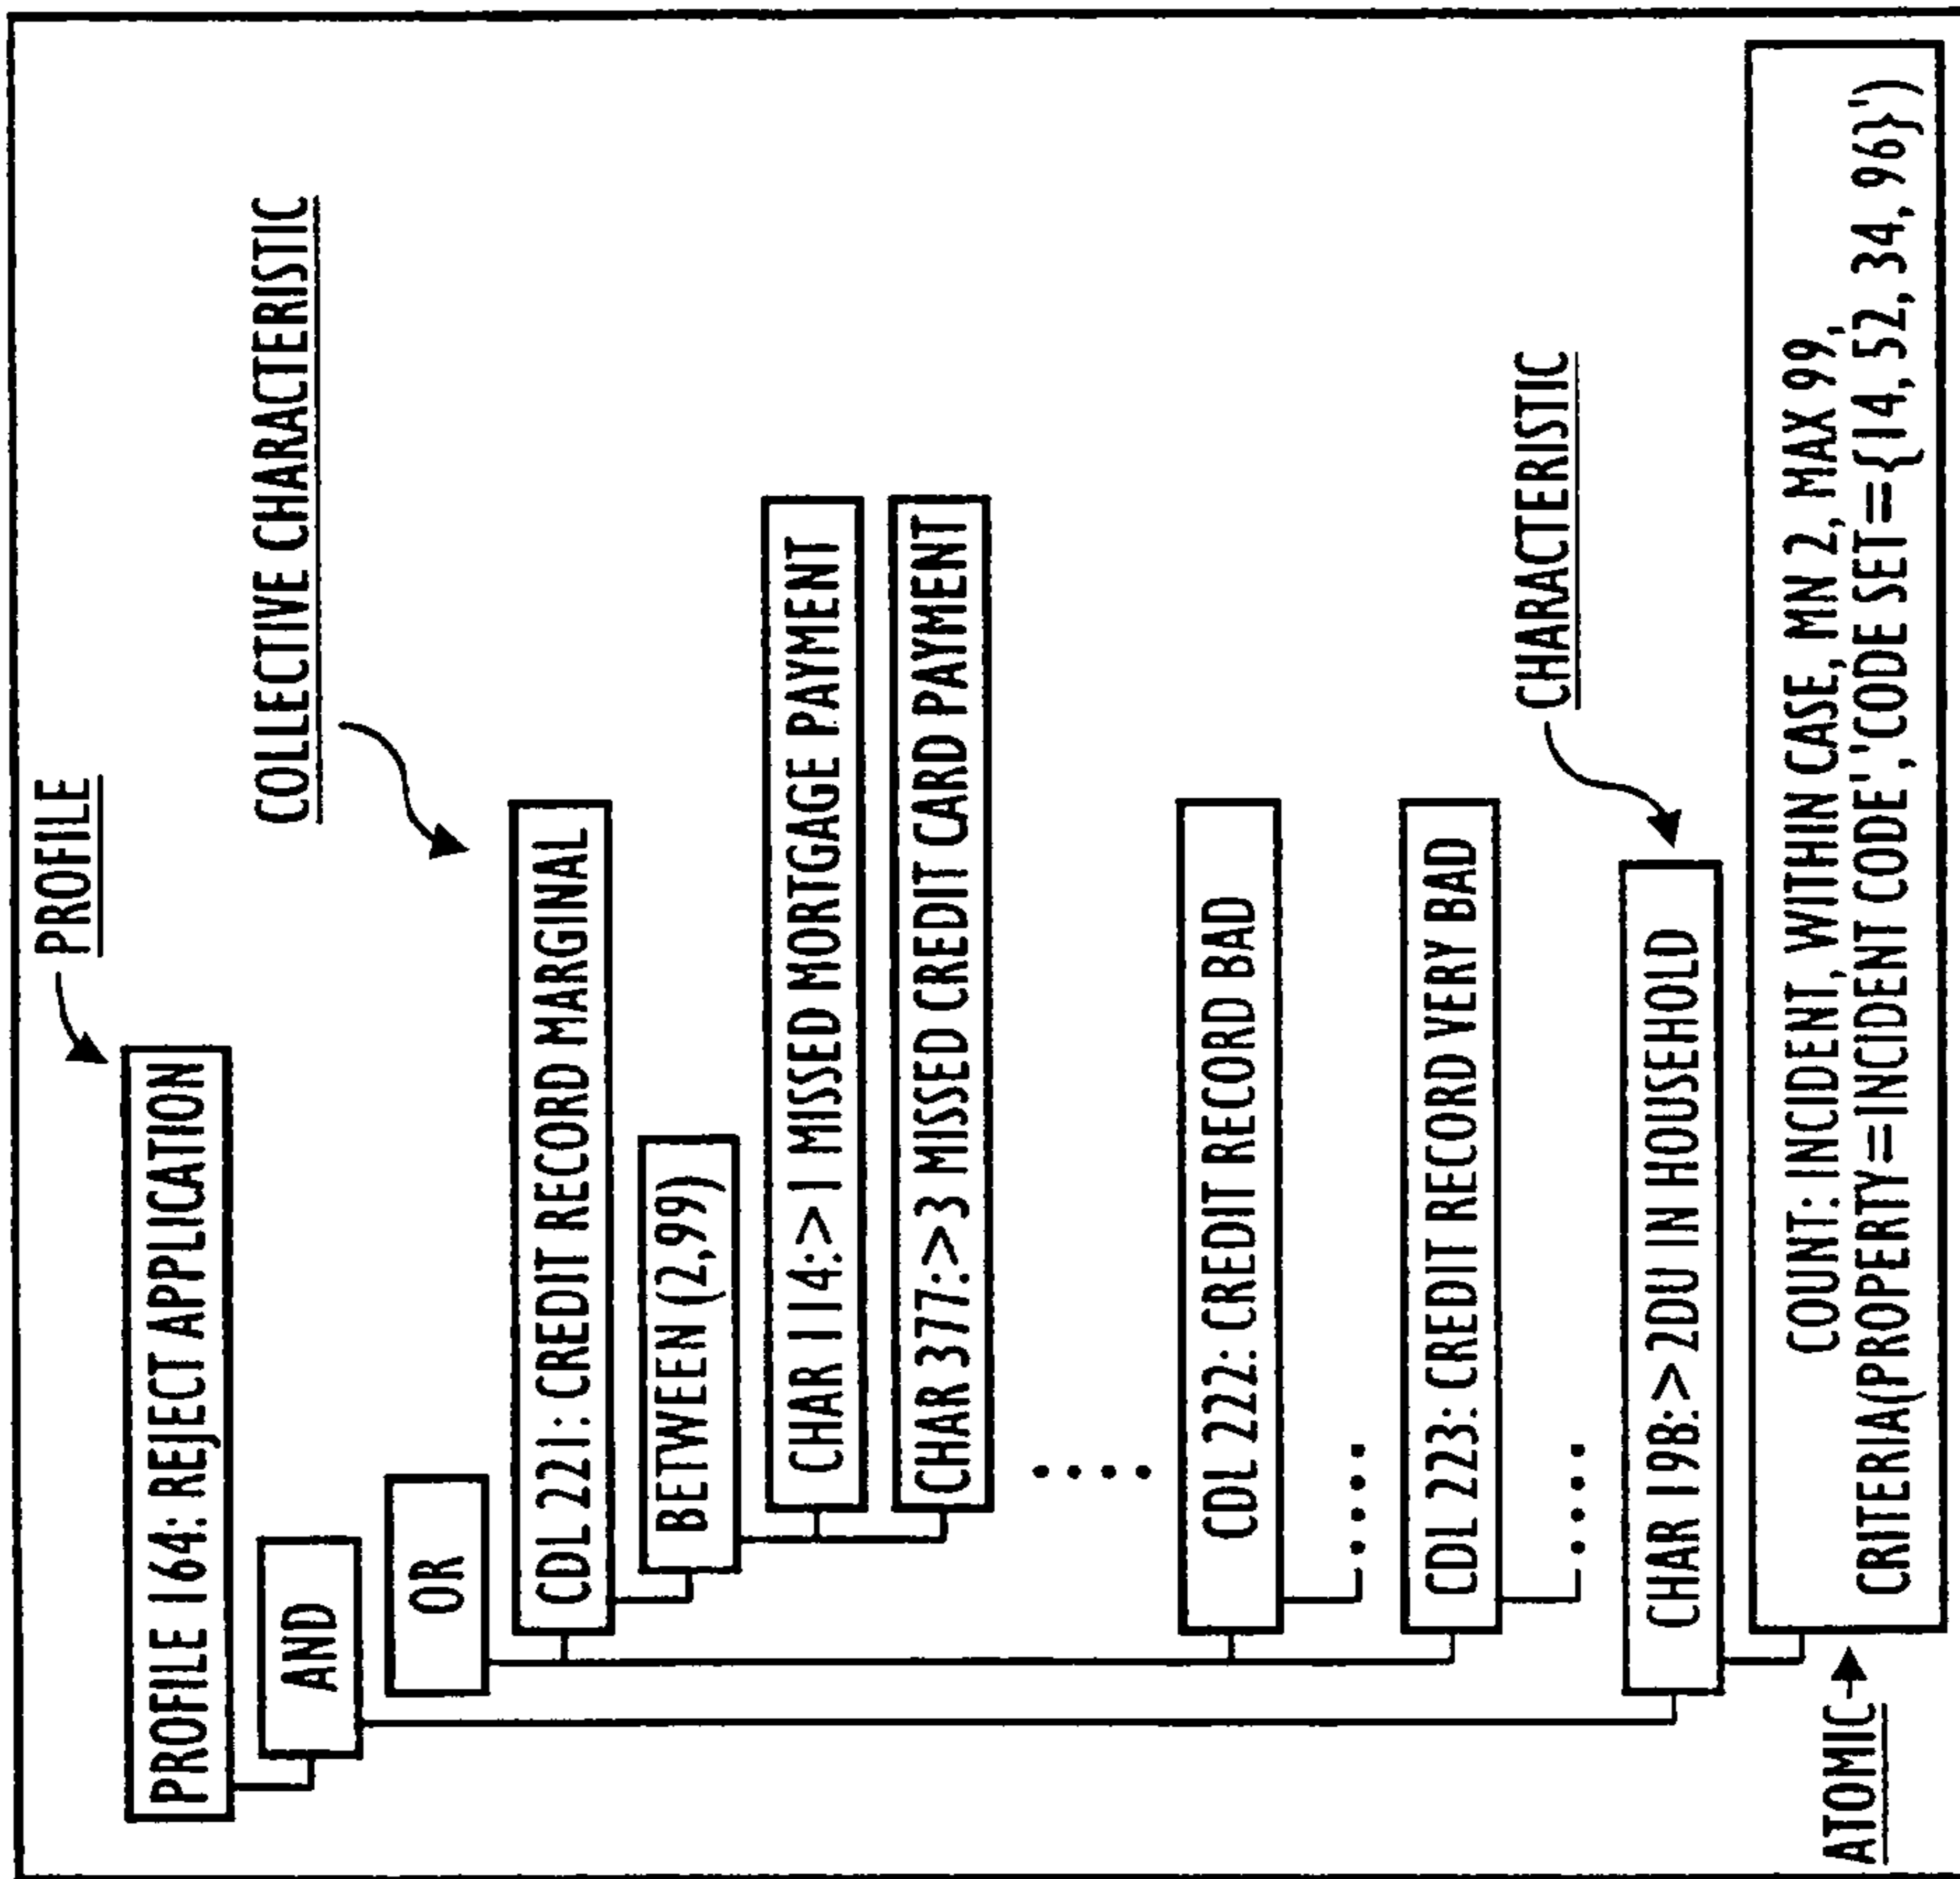 PROFILE
PROFILE 164: REJECT APPLICATION
AND
COLLECTIVE CHARACTERISTIC
OR
CDL 221: CREDIT RECORD MARGINAL
BETWEEN (2,99)
CHAR 114:>1 MISSED MORTGAGE PAYMENT
CHAR 377:>3 MISSED CREDIT CARD PAYMENT
....
CDL 222: CREDIT RECORD BAD
....
CDL 223: CREDIT RECORD VERY BAD
....
CHARACTERISTIC
CHAR 198:>2DU IN HOUSEHOLD
ATOMIC
COUNT: INCIDENT, WITHIN CASE, MN 2, MAX 99,
CRITERIA(PROPERTY=INCIDENT CODE','CODE SET={14, 52, 34, 96}')